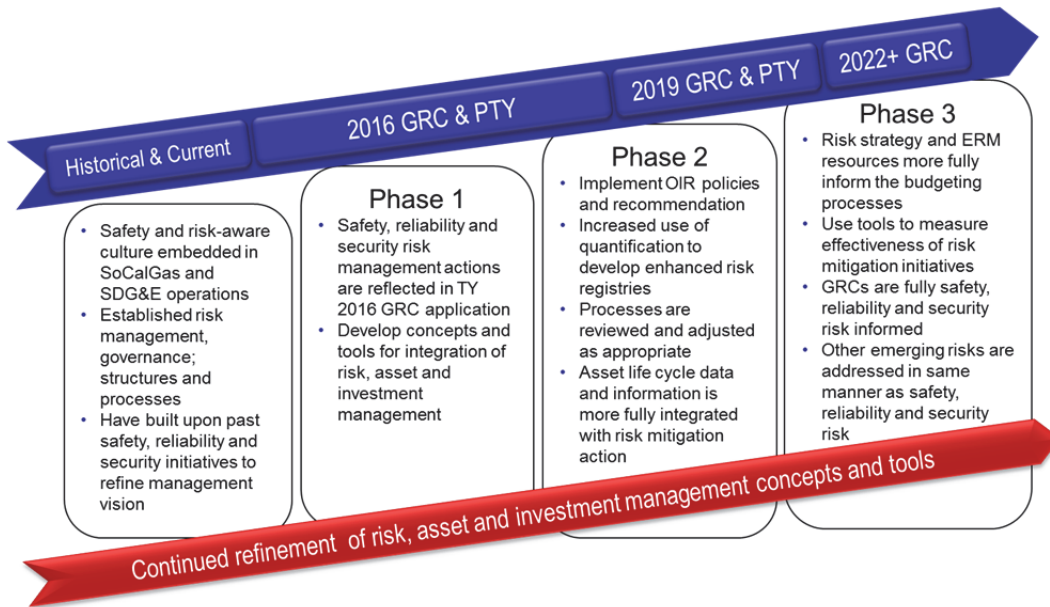 Historical & Current
2016 GRC & PTY
2019 GRC & PTY
2022+ GRC
• Safety and risk-aware
culture embedded in
SoCalGas and
SDG&E operations
• Established risk
management,
governance;
structures and
processes
• Have built upon past
safety, reliability and
security initiatives to
refine management
vision
Phase 1
• Safety, reliability and
security risk
management actions
are reflected in TY
2016 GRC application
• Develop concepts and
tools for integration of
risk, asset and
investment
management
Phase 2
• Implement OIR policies
and recommendation
• Increased use of
quantification to
develop enhanced risk
registries
• Processes are
reviewed and adjusted
as appropriate
• Asset life cycle data
and information is
more fully integrated
with risk mitigation
action
Phase 3
• Risk strategy and ERM
resources more fully
inform the budgeting
processes
• Use tools to measure
effectiveness of risk
mitigation initiatives
• GRCs are fully safety,
reliability and security
risk informed
• Other emerging risks are
addressed in same
manner as safety,
reliability and security
risk
Continued refinement of risk, asset and investment management concepts and tools